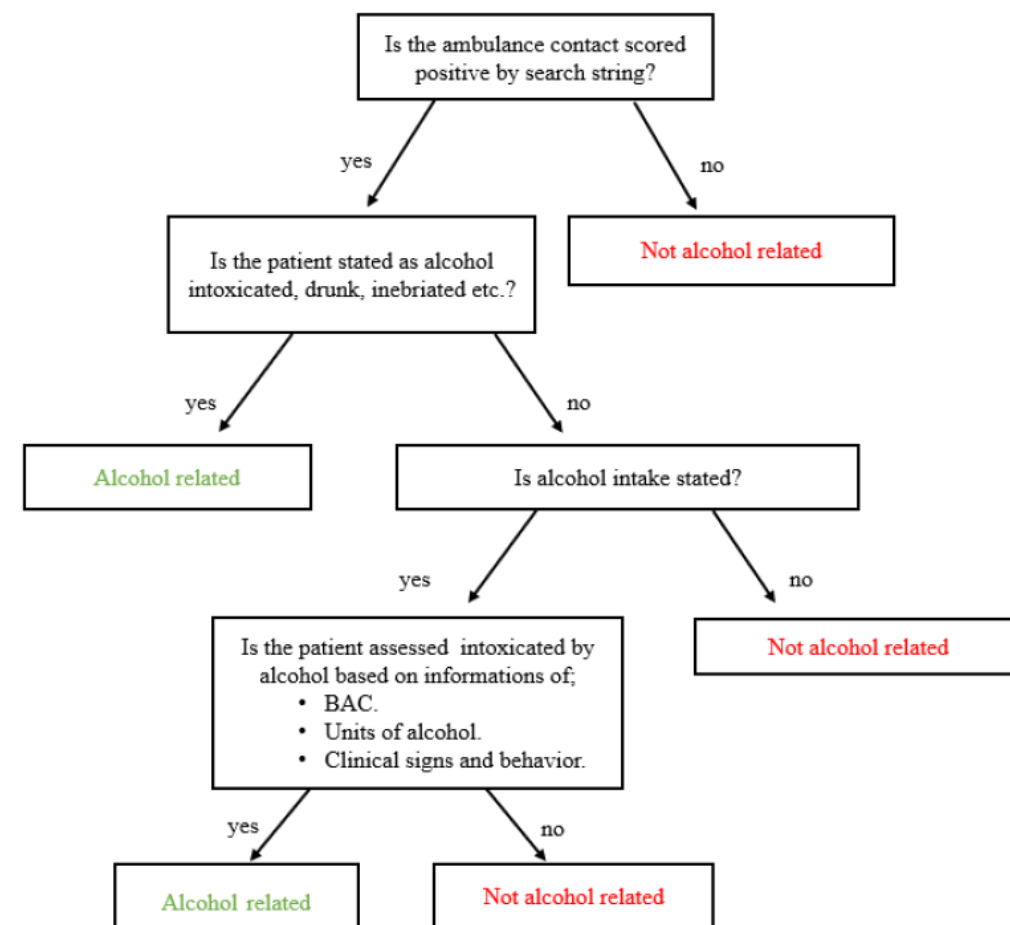 Is the ambulance contact scored
positive by search string?
yes
no
Is the patient stated as alcohol
intoxicated, drunk, inebriated etc.?
Not alcohol related
yes
no
Alcohol related
Is alcohol intake stated?
yes
no
Is the patient assessed intoxicated by
alcohol based on informations of;
• BAC.
• Units of alcohol.
• Clinical signs and behavior.
Not alcohol related
yes
no
Alcohol related
Not alcohol related